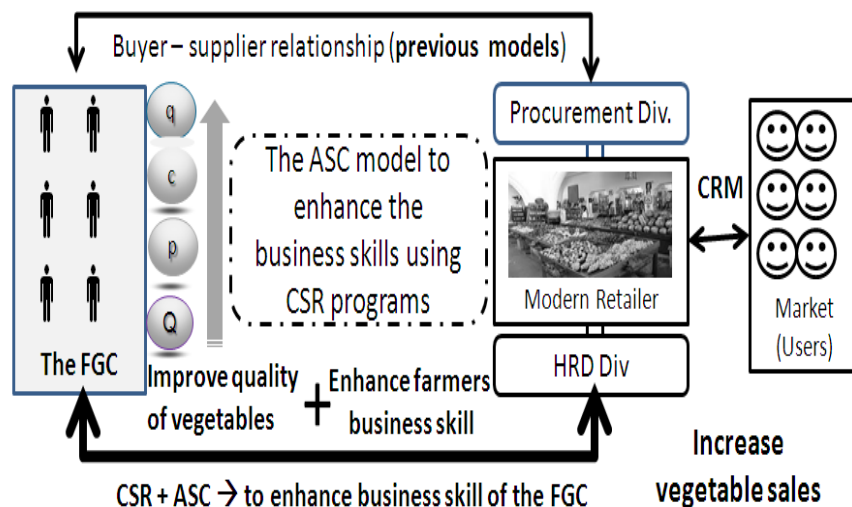 Buyer – supplier relationship (previous models)
q
c
p
Q
The FGC
The ASC model to
enhance the
business skills using
CSR programs
Procurement Div.
Modern Retailer
HRD Div
CRM
Market
(Users)
Improve quality
of vegetables
+
Enhance farmers
business skill
Increase
vegetable sales
CSR + ASC → to enhance business skill of the FGC